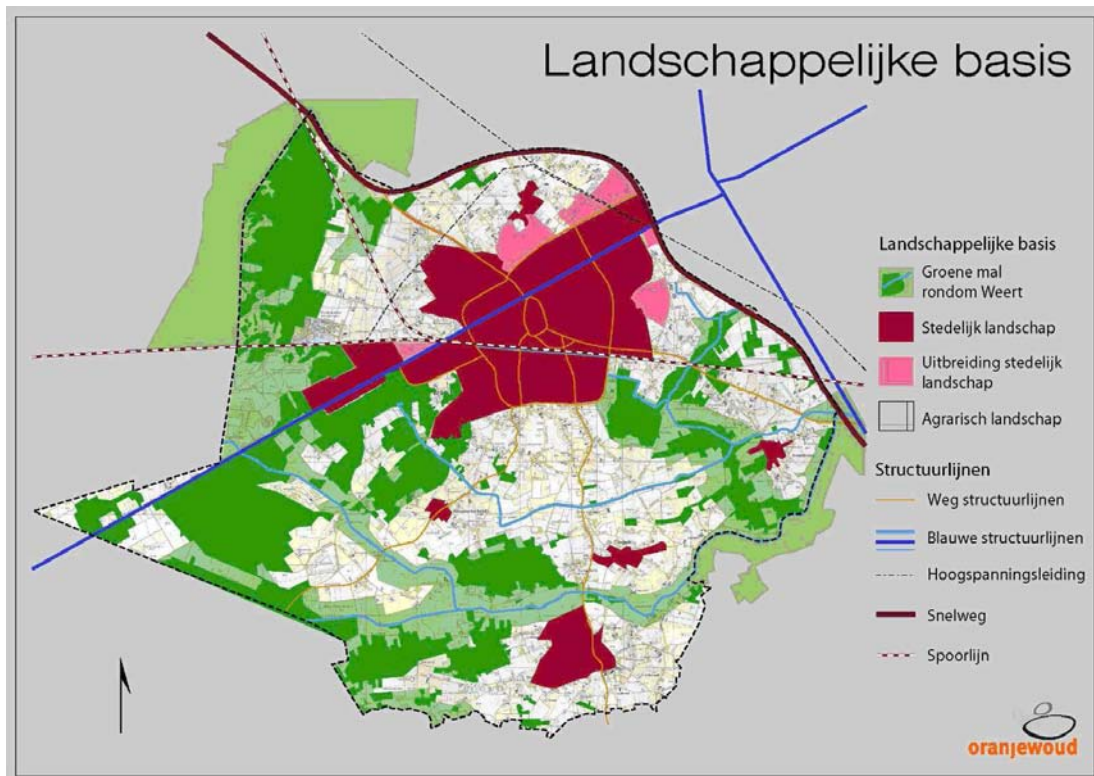 Landschappelijke basis
Landschappelijke basis
Groene mal
rondom Weert
Stedelijk landschap
Uitbreiding stedelijk
landschap
Agrarisch landschap
Structuurlijnen
Weg structuurlijnen
Blauwe structuurlijnen
Hoogspanningsleiding
Snelweg
Spoorlijn
oranjewoud